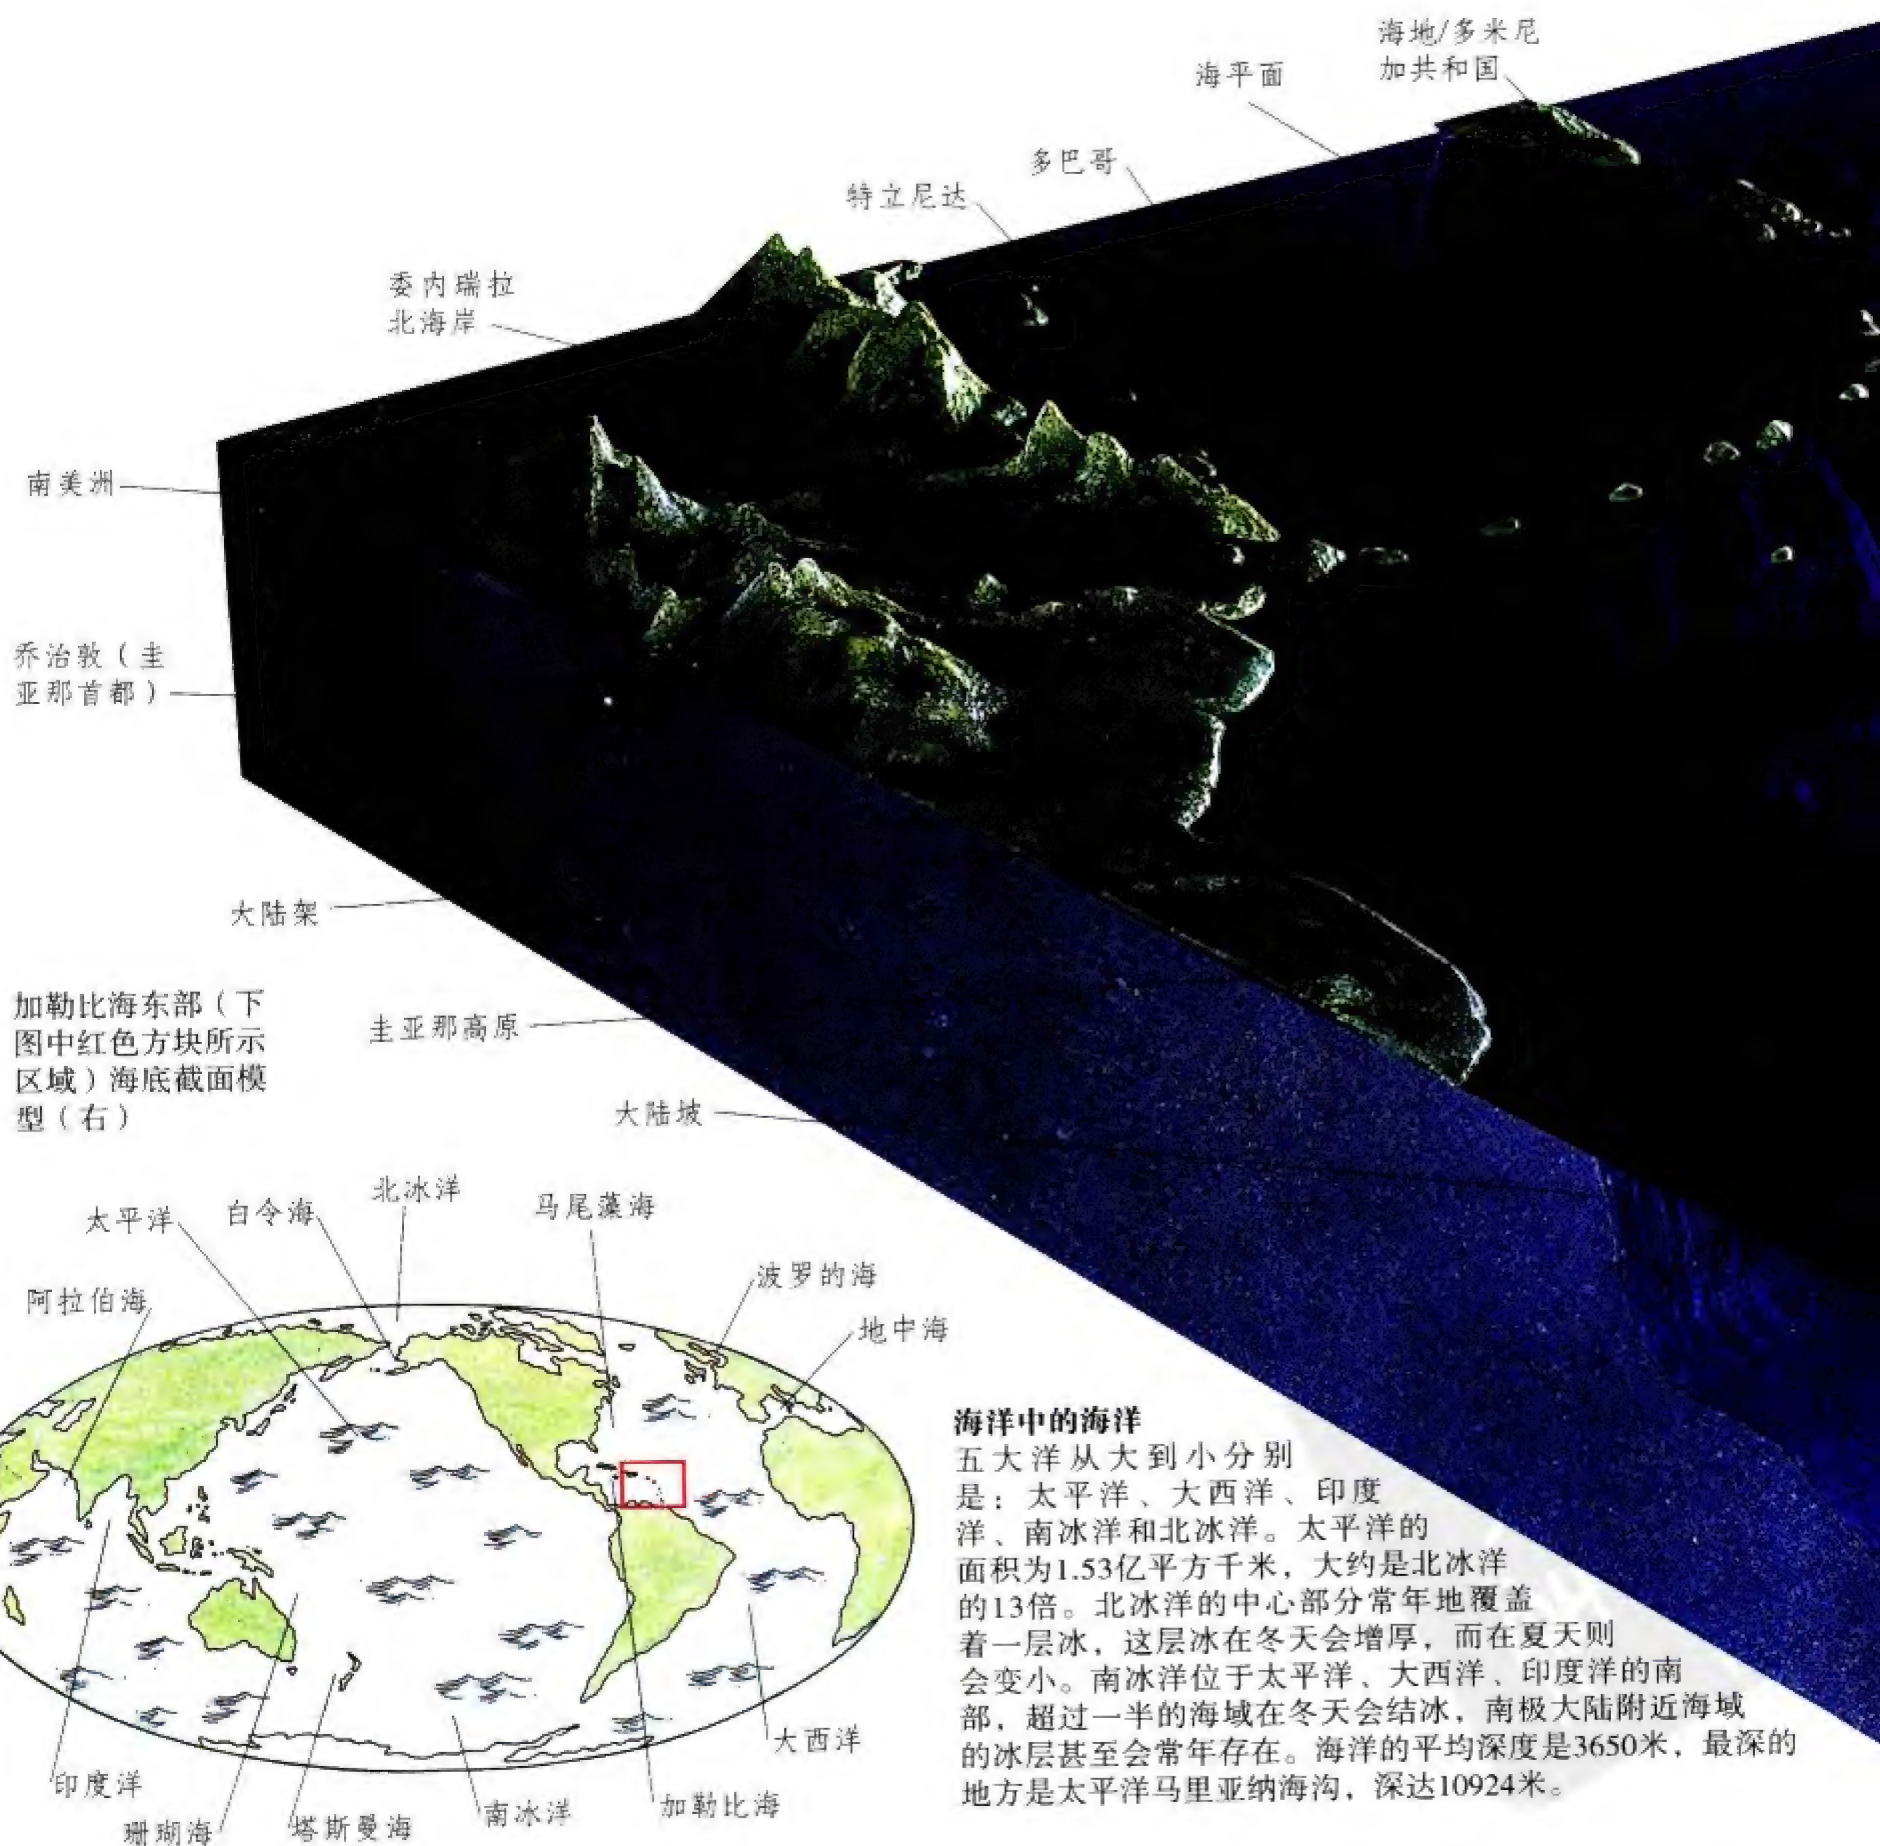 海地/多米尼
加共和国
海平面
多巴哥
特立尼达
委内瑞拉
北海岸
南美洲
乔治敦（圭
亚那首都）
大陆架
圭亚那高原
大陆坡
加勒比海东部（下
图中红色方块所示
区域）海底截面模
型（右）
北冰洋
马尾藻海
白令海
太平洋
波罗的海
阿拉伯海
地中海
大西洋
印度洋
加勒比海
南冰洋
塔斯曼海
珊瑚海
海洋中的海洋
五大洋从大到小分别
是：太平洋、大西洋、印度
洋、南冰洋和北冰洋。太平洋的
面积为1.53亿平方千米，大约是北冰洋
的13倍。北冰洋的中心部分常年地覆盖
着一层冰，这层冰在冬天会增厚，而在夏天则
会变小。南冰洋位于太平洋、大西洋、印度洋的南
部，超过一半的海域在冬天会结冰，南极大陆附近海域
的冰层甚至会常年存在。海洋的平均深度是3650米，最深的
地方是太平洋马里亚纳海沟，深达10924米。